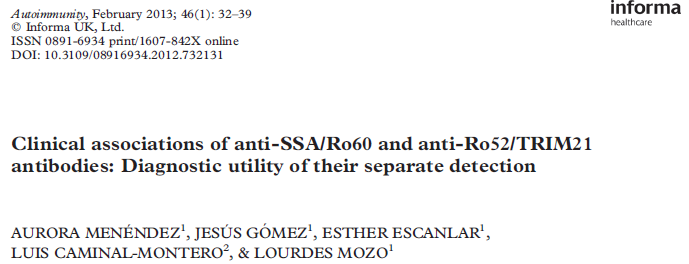 Autoimmunity, February 2013; 46(1): 32–39
© Informa UK, Ltd.
ISSN 0891-6934 print/1607-842X online
DOI: 10.3109/08916934.2012.732131
informa
healthcare
Clinical associations of anti-SSA/Ro60 and anti-Ro52/TRIM21
antibodies: Diagnostic utility of their separate detection
AURORA MENÉNDEZ¹, JESÚS GÓMEZ¹, ESTHER ESCANLAR¹,
LUIS CAMINAL-MONTERO², & LOURDES MOZO¹